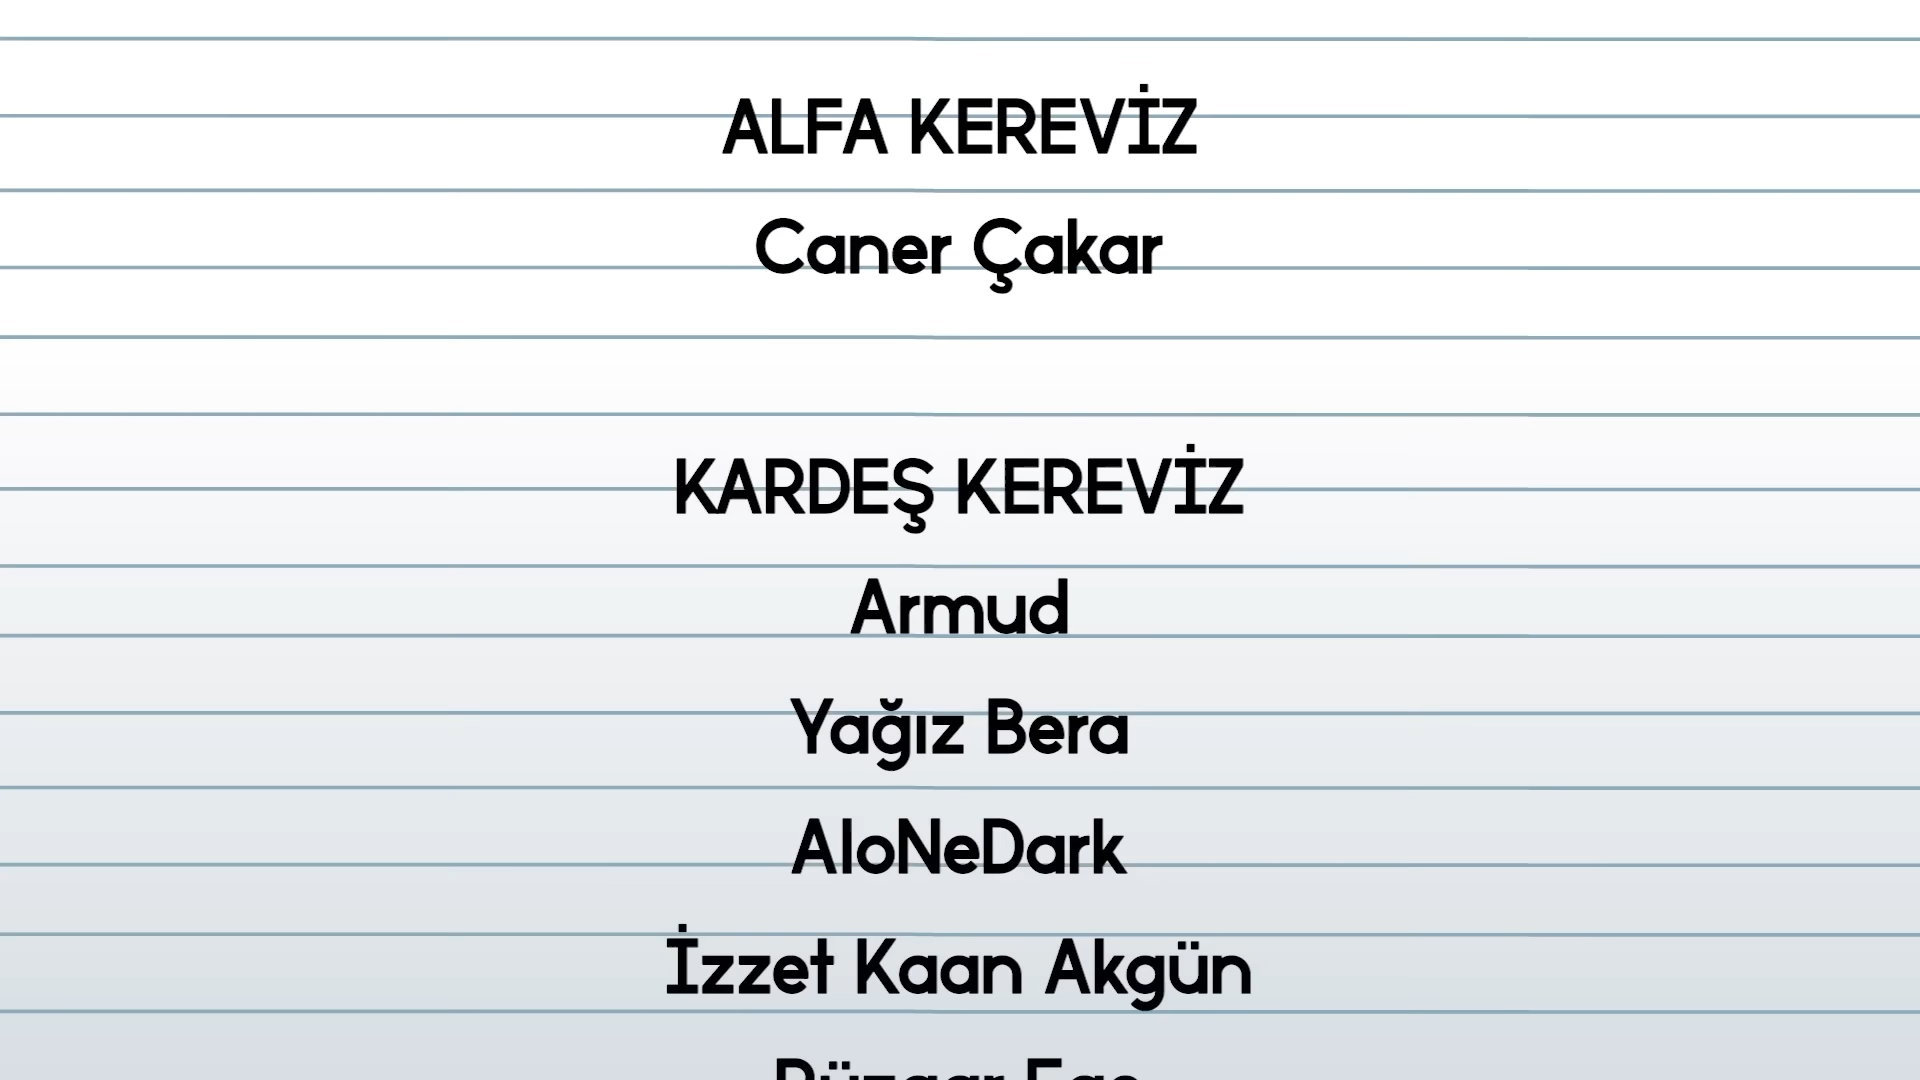 ALFA KEREVİZ
Caner Çakar
KARDEŞ KEREVİZ
Armud
Yağız Bera
AloNeDark
İzzet Kaan Akgün